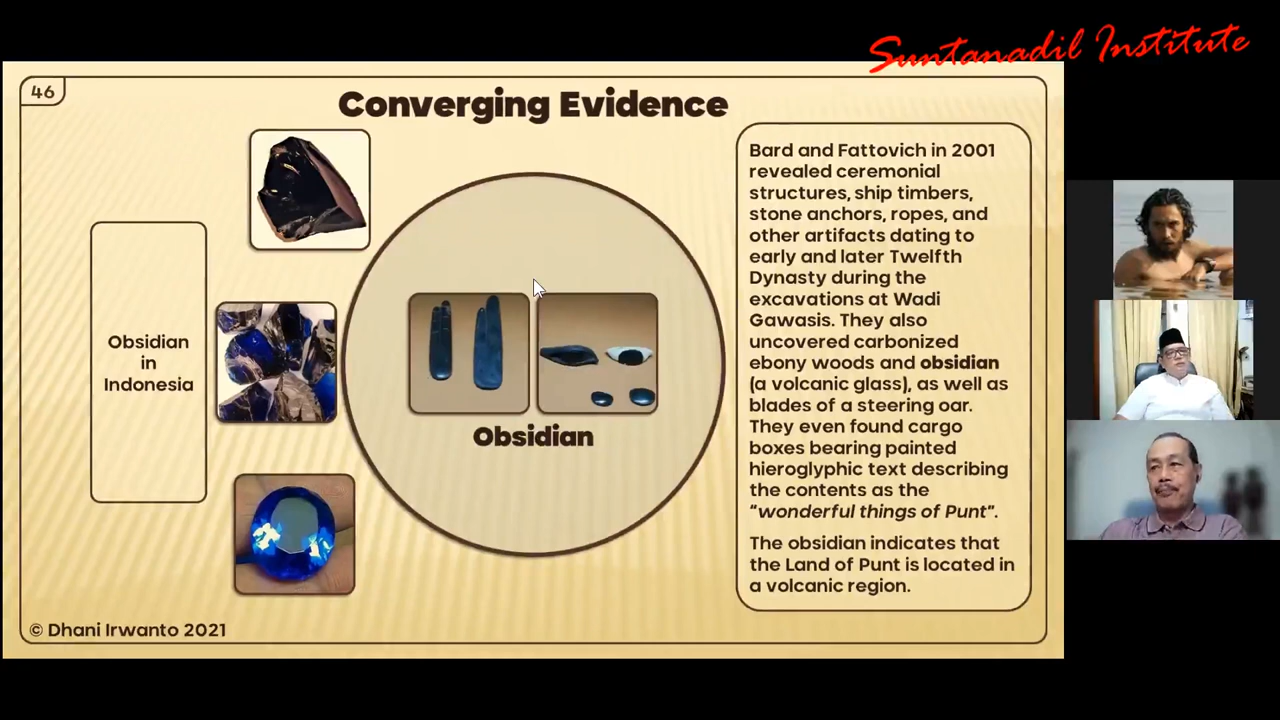 Suntanadil Institute
46
Converging Evidence
Obsidian
in
Indonesia
Obsidian
Bard and Fattovich in 2001
revealed ceremonial
structures, ship timbers,
stone anchors, ropes, and
other artifacts dating to
early and later Twelfth
Dynasty during the
excavations at Wadi
Gawasis. They also
uncovered carbonized
ebony woods and obsidian
(a volcanic glass), as well as
blades of a steering oar.
They even found cargo
boxes bearing painted
hieroglyphic text describing
the contents as the
“wonderful things of Punt”.
The obsidian indicates that
the Land of Punt is located in
a volcanic region.
© Dhani Irwanto 2021